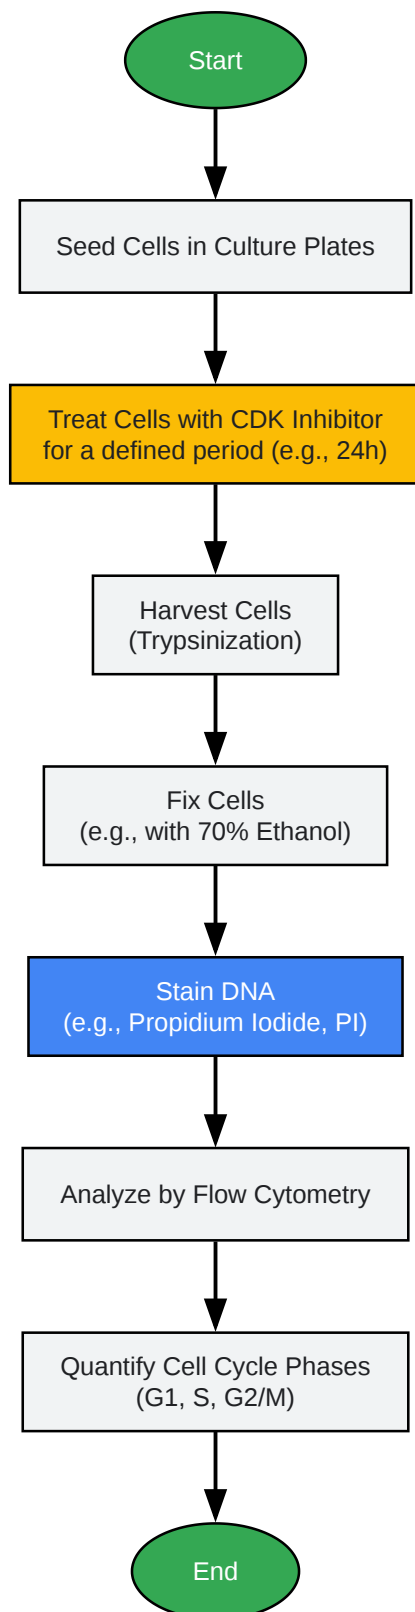 Start
Seed Cells in Culture Plates
Treat Cells with CDK Inhibitor
for a defined period (e.g., 24h)
Harvest Cells
(Trypsinization)
Fix Cells
(e.g., with 70% Ethanol)
Stain DNA
(e.g., Propidium Iodide, PI)
Analyze by Flow Cytometry
Quantify Cell Cycle Phases
(G1, S, G2/M)
End